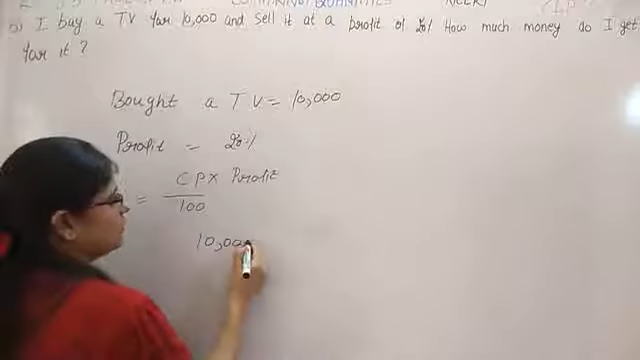 Q) I buy a TV for 10,000 and sell it at a profit of 20% How much money do I get
for it ?
Bought a TV = 10,000
Profit = 20%
= CP X Profit
100
10,000